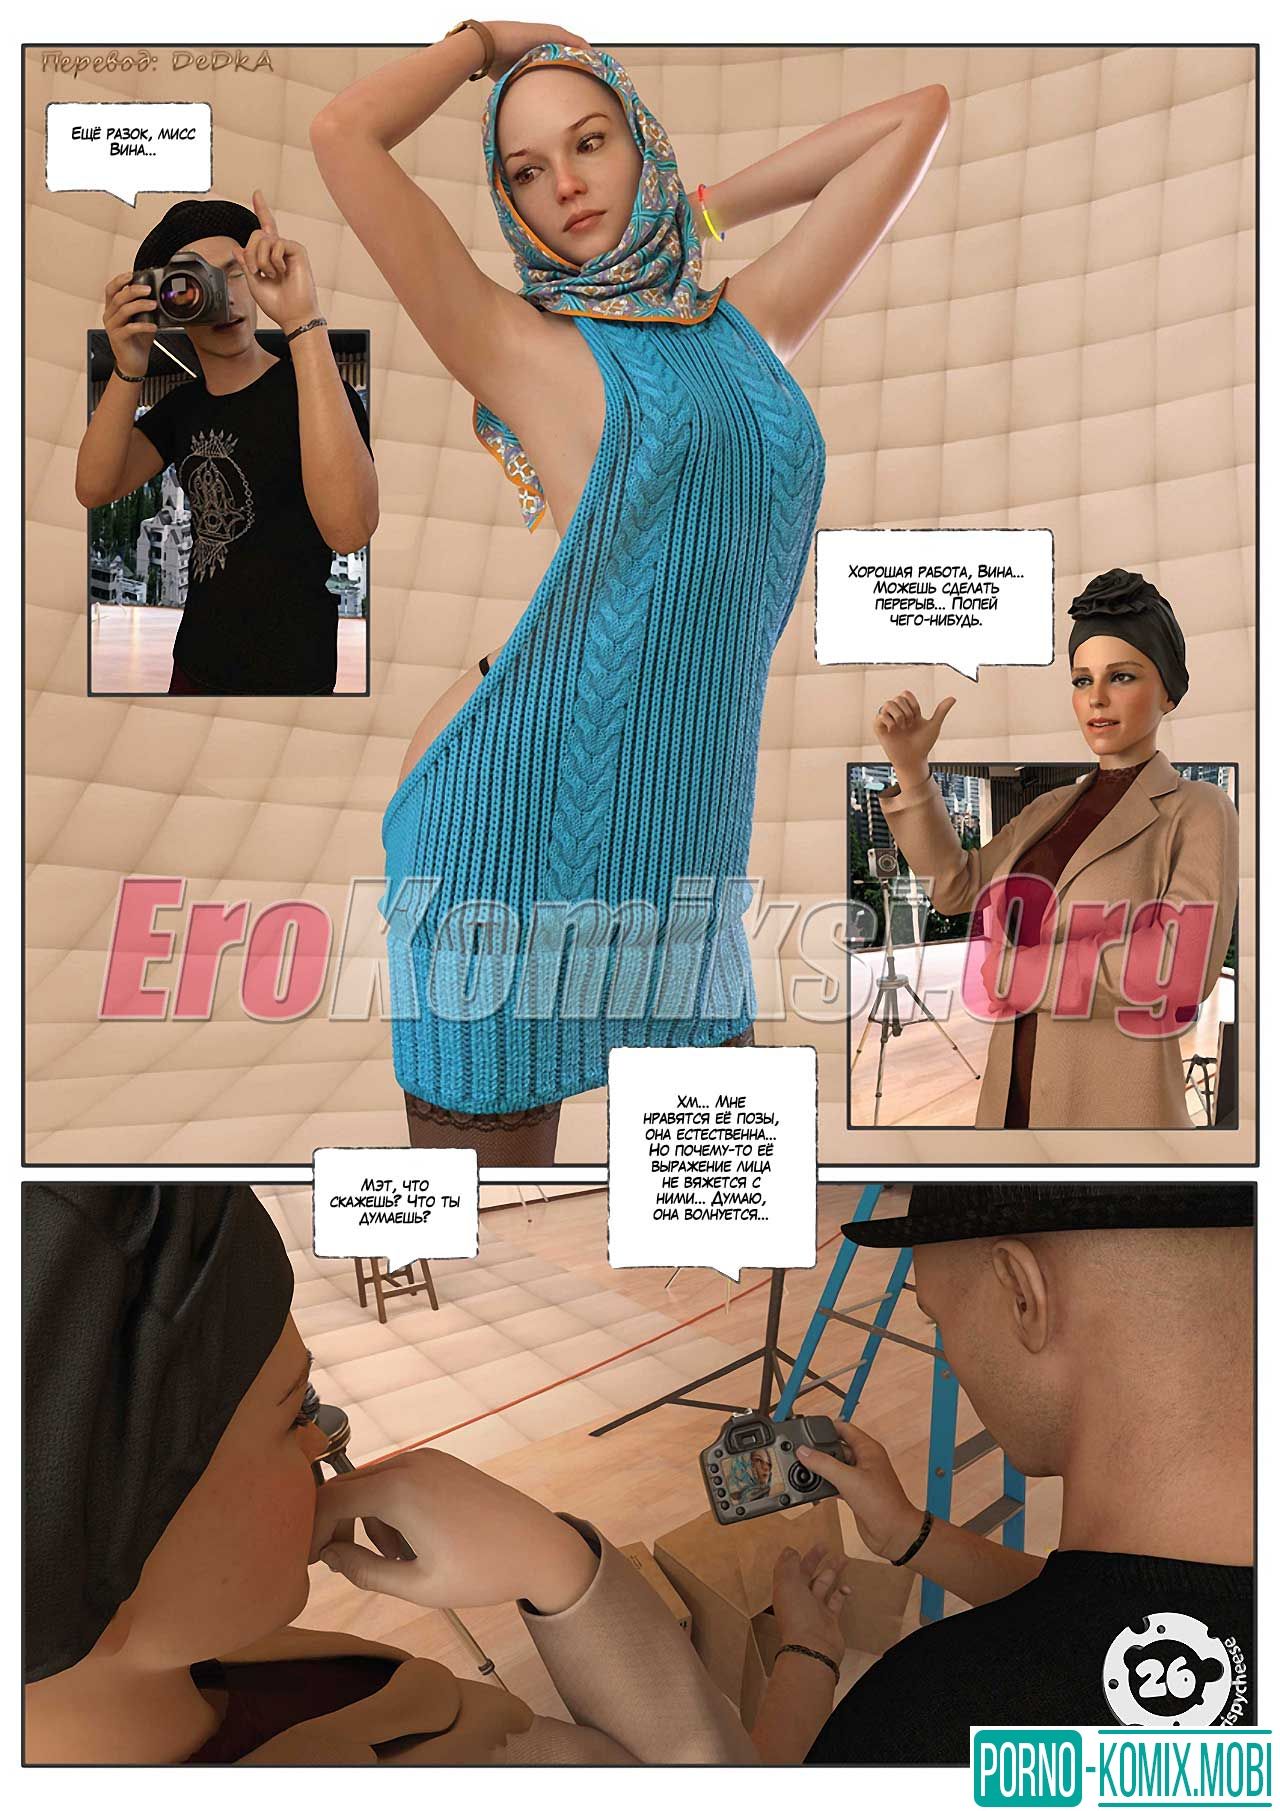 Перевод: DeDkA
Ещё разок, мисс
Вина...
Хорошая работа, Вина...
Можешь сделать
перерыв... Попей
чего-нибудь.
EroKomiksi.Org
Хм... Мне
нравятся её позы,
она естественна...
Но почему-то её
выражение лица
не вяжется с
ними... Думаю,
она волнуется...
Мэт, что
скажешь? Что ты
думаешь?
26
PORNO-KOMIX.MOBI